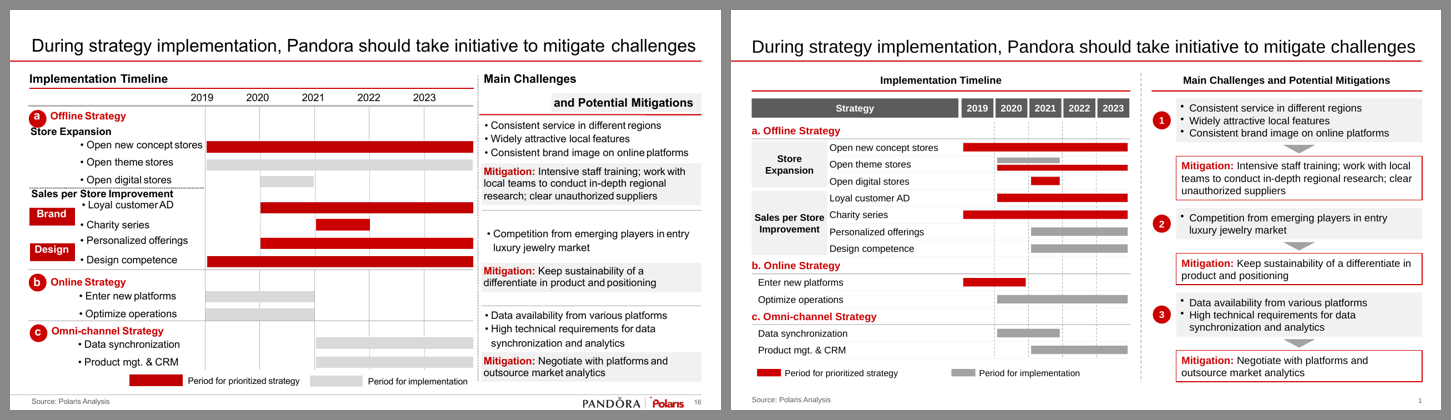 During strategy implementation, Pandora should take initiative to mitigate challenges
Implementation Timeline
2019 2020 2021 2022 2023
a Offline Strategy
Store Expansion
• Open new concept stores
• Open theme stores
• Open digital stores
Sales per Store Improvement
• Loyal customer AD
Brand
• Charity series
• Personalized offerings
Design
• Design competence
b Online Strategy
• Enter new platforms
• Optimize operations
c Omni-channel Strategy
• Data synchronization
• Product mgt. & CRM
Period for prioritized strategy Period for implementation
Main Challenges
and Potential Mitigations
• Consistent service in different regions
• Widely attractive local features
• Consistent brand image on online platforms
Mitigation: Intensive staff training; work with
local teams to conduct in-depth regional
research; clear unauthorized suppliers
• Competition from emerging players in entry
luxury jewelry market
Mitigation: Keep sustainability of a
differentiate in product and positioning
• Data availability from various platforms
• High technical requirements for data
synchronization and analytics
Mitigation: Negotiate with platforms and
outsource market analytics
Source: Polaris Analysis
PANDÖRA Polaris 16
During strategy implementation, Pandora should take initiative to mitigate challenges
Implementation Timeline
Strategy 2019 2020 2021 2022 2023
a. Offline Strategy
Store
Expansion
Open new concept stores
Open theme stores
Open digital stores
Sales per Store
Improvement
Loyal customer AD
Charity series
Personalized offerings
Design competence
b. Online Strategy
Enter new platforms
Optimize operations
c. Omni-channel Strategy
Data synchronization
Product mgt. & CRM
Period for prioritized strategy Period for implementation
Main Challenges and Potential Mitigations
1
• Consistent service in different regions
• Widely attractive local features
• Consistent brand image on online platforms
Mitigation: Intensive staff training; work with local
teams to conduct in-depth regional research; clear
unauthorized suppliers
2
• Competition from emerging players in entry
luxury jewelry market
Mitigation: Keep sustainability of a differentiate in
product and positioning
3
• Data availability from various platforms
• High technical requirements for data
synchronization and analytics
Mitigation: Negotiate with platforms and
outsource market analytics
Source: Polaris Analysis
1